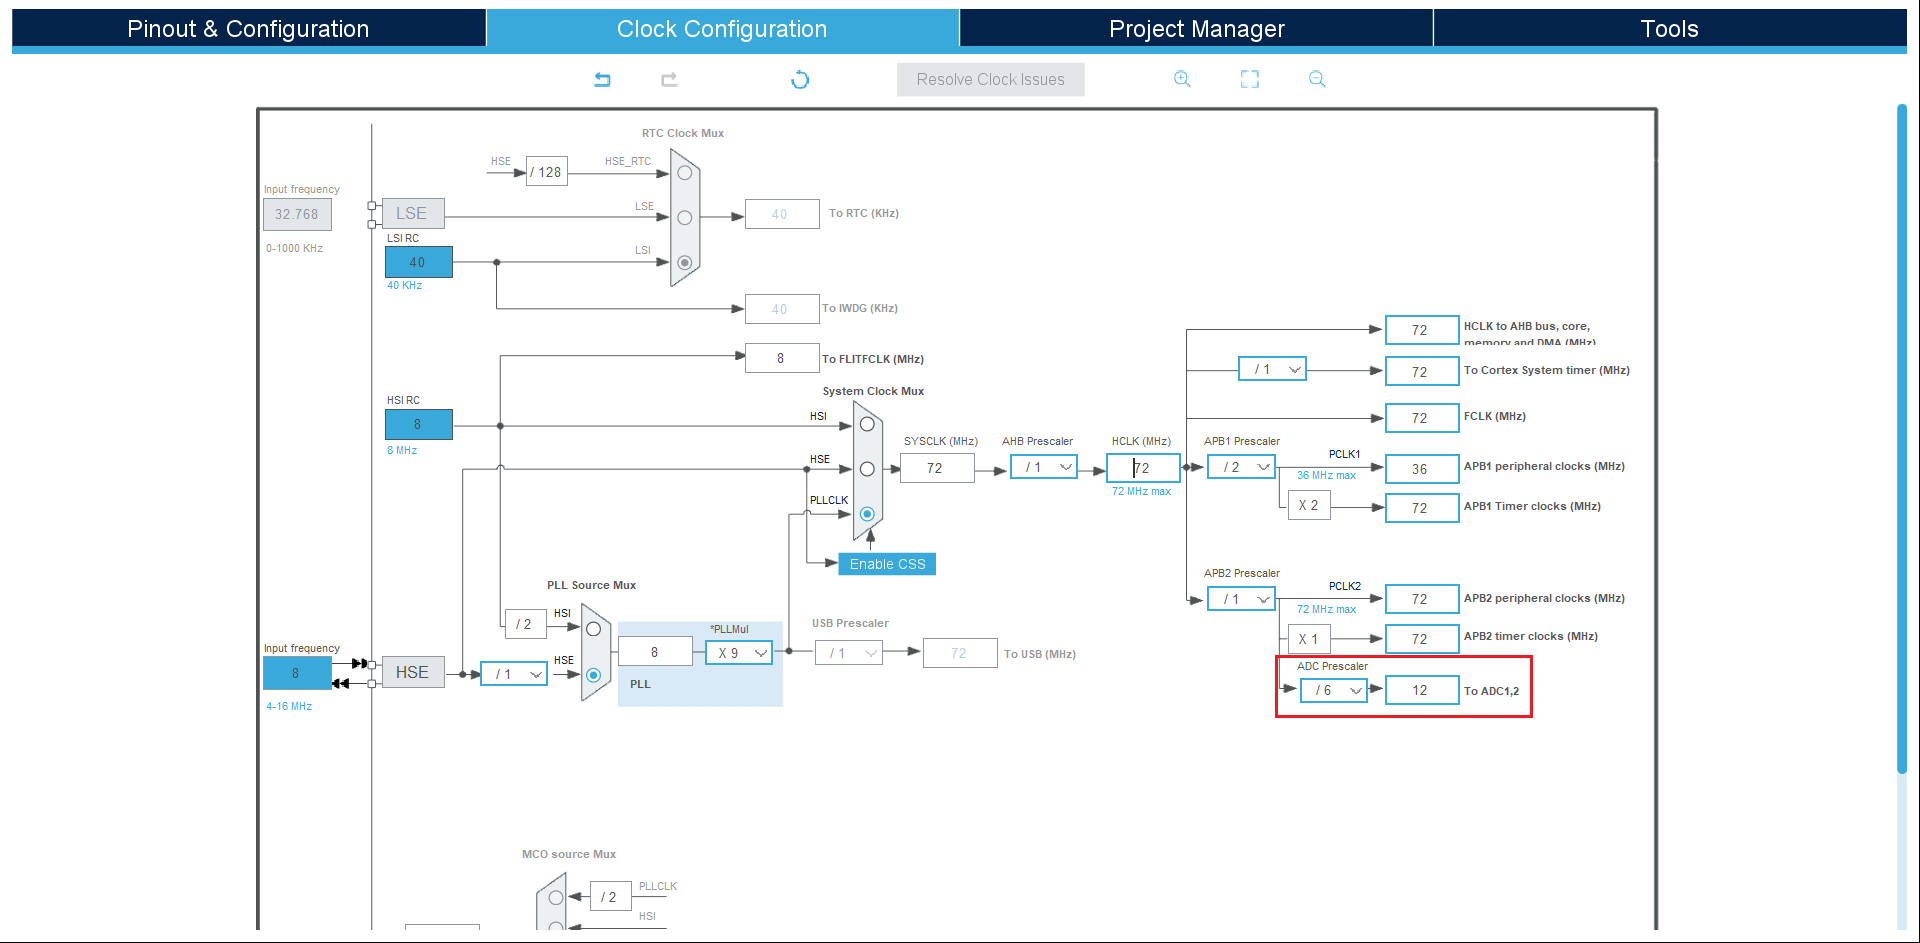 Pinout & Configuration
Clock Configuration
Project Manager
Tools
Resolve Clock Issues
RTC Clock Mux
HSE
/ 128
HSE_RTC
Input frequency
32.768
0-1000 KHz
LSE
LSE
40
To RTC (KHz)
LSI RC
40
40 KHz
LSI
40
To IWDG (KHz)
8
To FLITFCLK (MHz)
HSI RC
8
8 MHz
System Clock Mux
HSI
HSE
PLLCLK
Enable CSS
SYSCLK (MHz)
72
AHB Prescaler
/ 1
HCLK (MHz)
72
72 MHz max
72
HCLK to AHB bus, core,
memory and DMA (MHz)
/ 1
72
To Cortex System timer (MHz)
72
FCLK (MHz)
APB1 Prescaler
/ 2
PCLK1
36 MHz max
36
APB1 peripheral clocks (MHz)
X 2
72
APB1 Timer clocks (MHz)
APB2 Prescaler
/ 1
PCLK2
72 MHz max
72
APB2 peripheral clocks (MHz)
X 1
72
APB2 timer clocks (MHz)
ADC Prescaler
/ 6
12
To ADC1,2
PLL Source Mux
/ 2
HSI
Input frequency
8
4-16 MHz
HSE
/ 1
HSE
8
*PLLMul
X 9
PLL
USB Prescaler
/ 1
72
To USB (MHz)
MCO source Mux
/ 2
PLLCLK
HSI